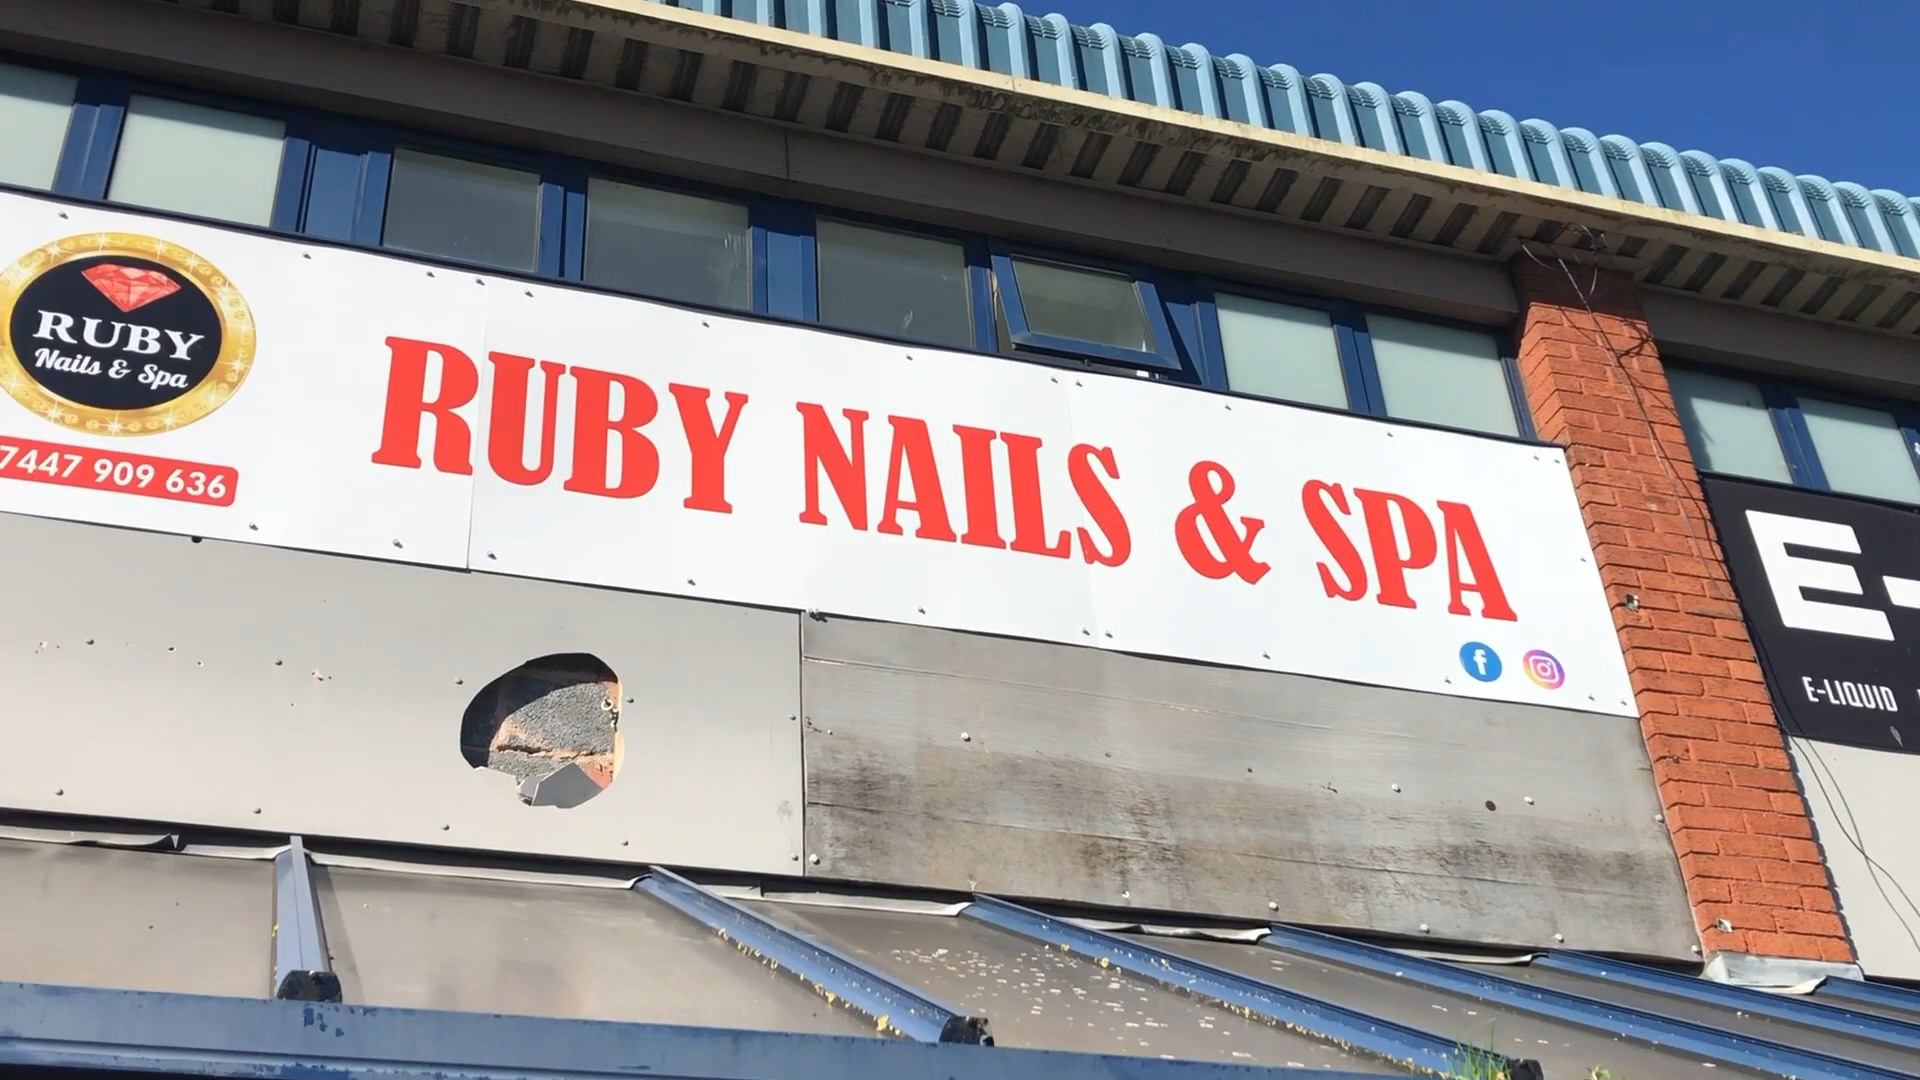 RUBY
Nails & Spa
7447 909 636
RUBY NAILS & SPA
f
E-
E-LIQUID